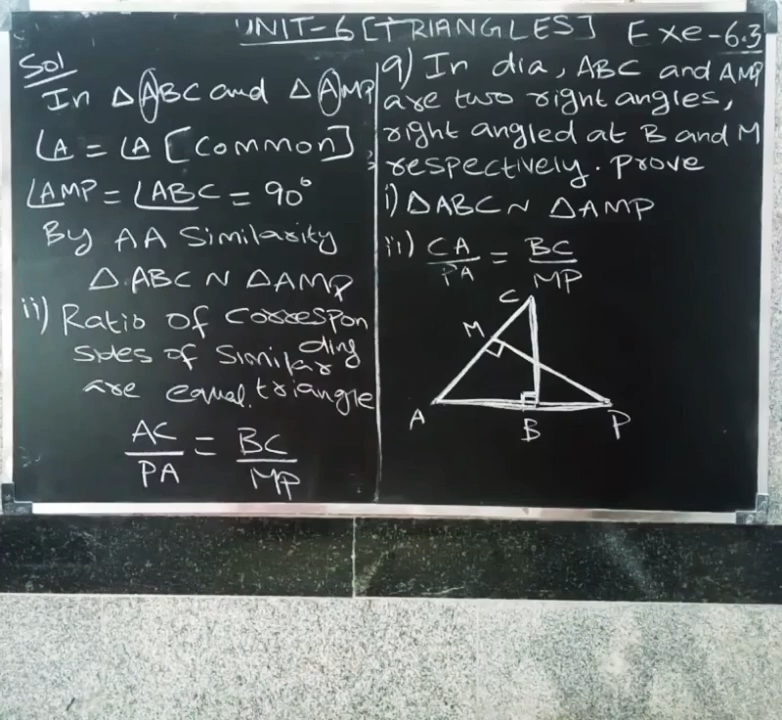 UNIT-6 [TRIANGLES] Exe-6.3
Sol
In △ABC and △AMP
∠A = ∠A [Common],
∠AMP = ∠ABC = 90°
By AA Similarity
△ABC ~ △AMP
ii) Ratio of correspon
ding
sides of similar
are equal. triangle
AC/PA = BC/MP
9) In dia, ABC and AMP
are two right angles,
right angled at B and M
respectively. Prove
i) △ABC ~ △AMP
ii) CA/PA = BC/MP
C
M
A
B
P